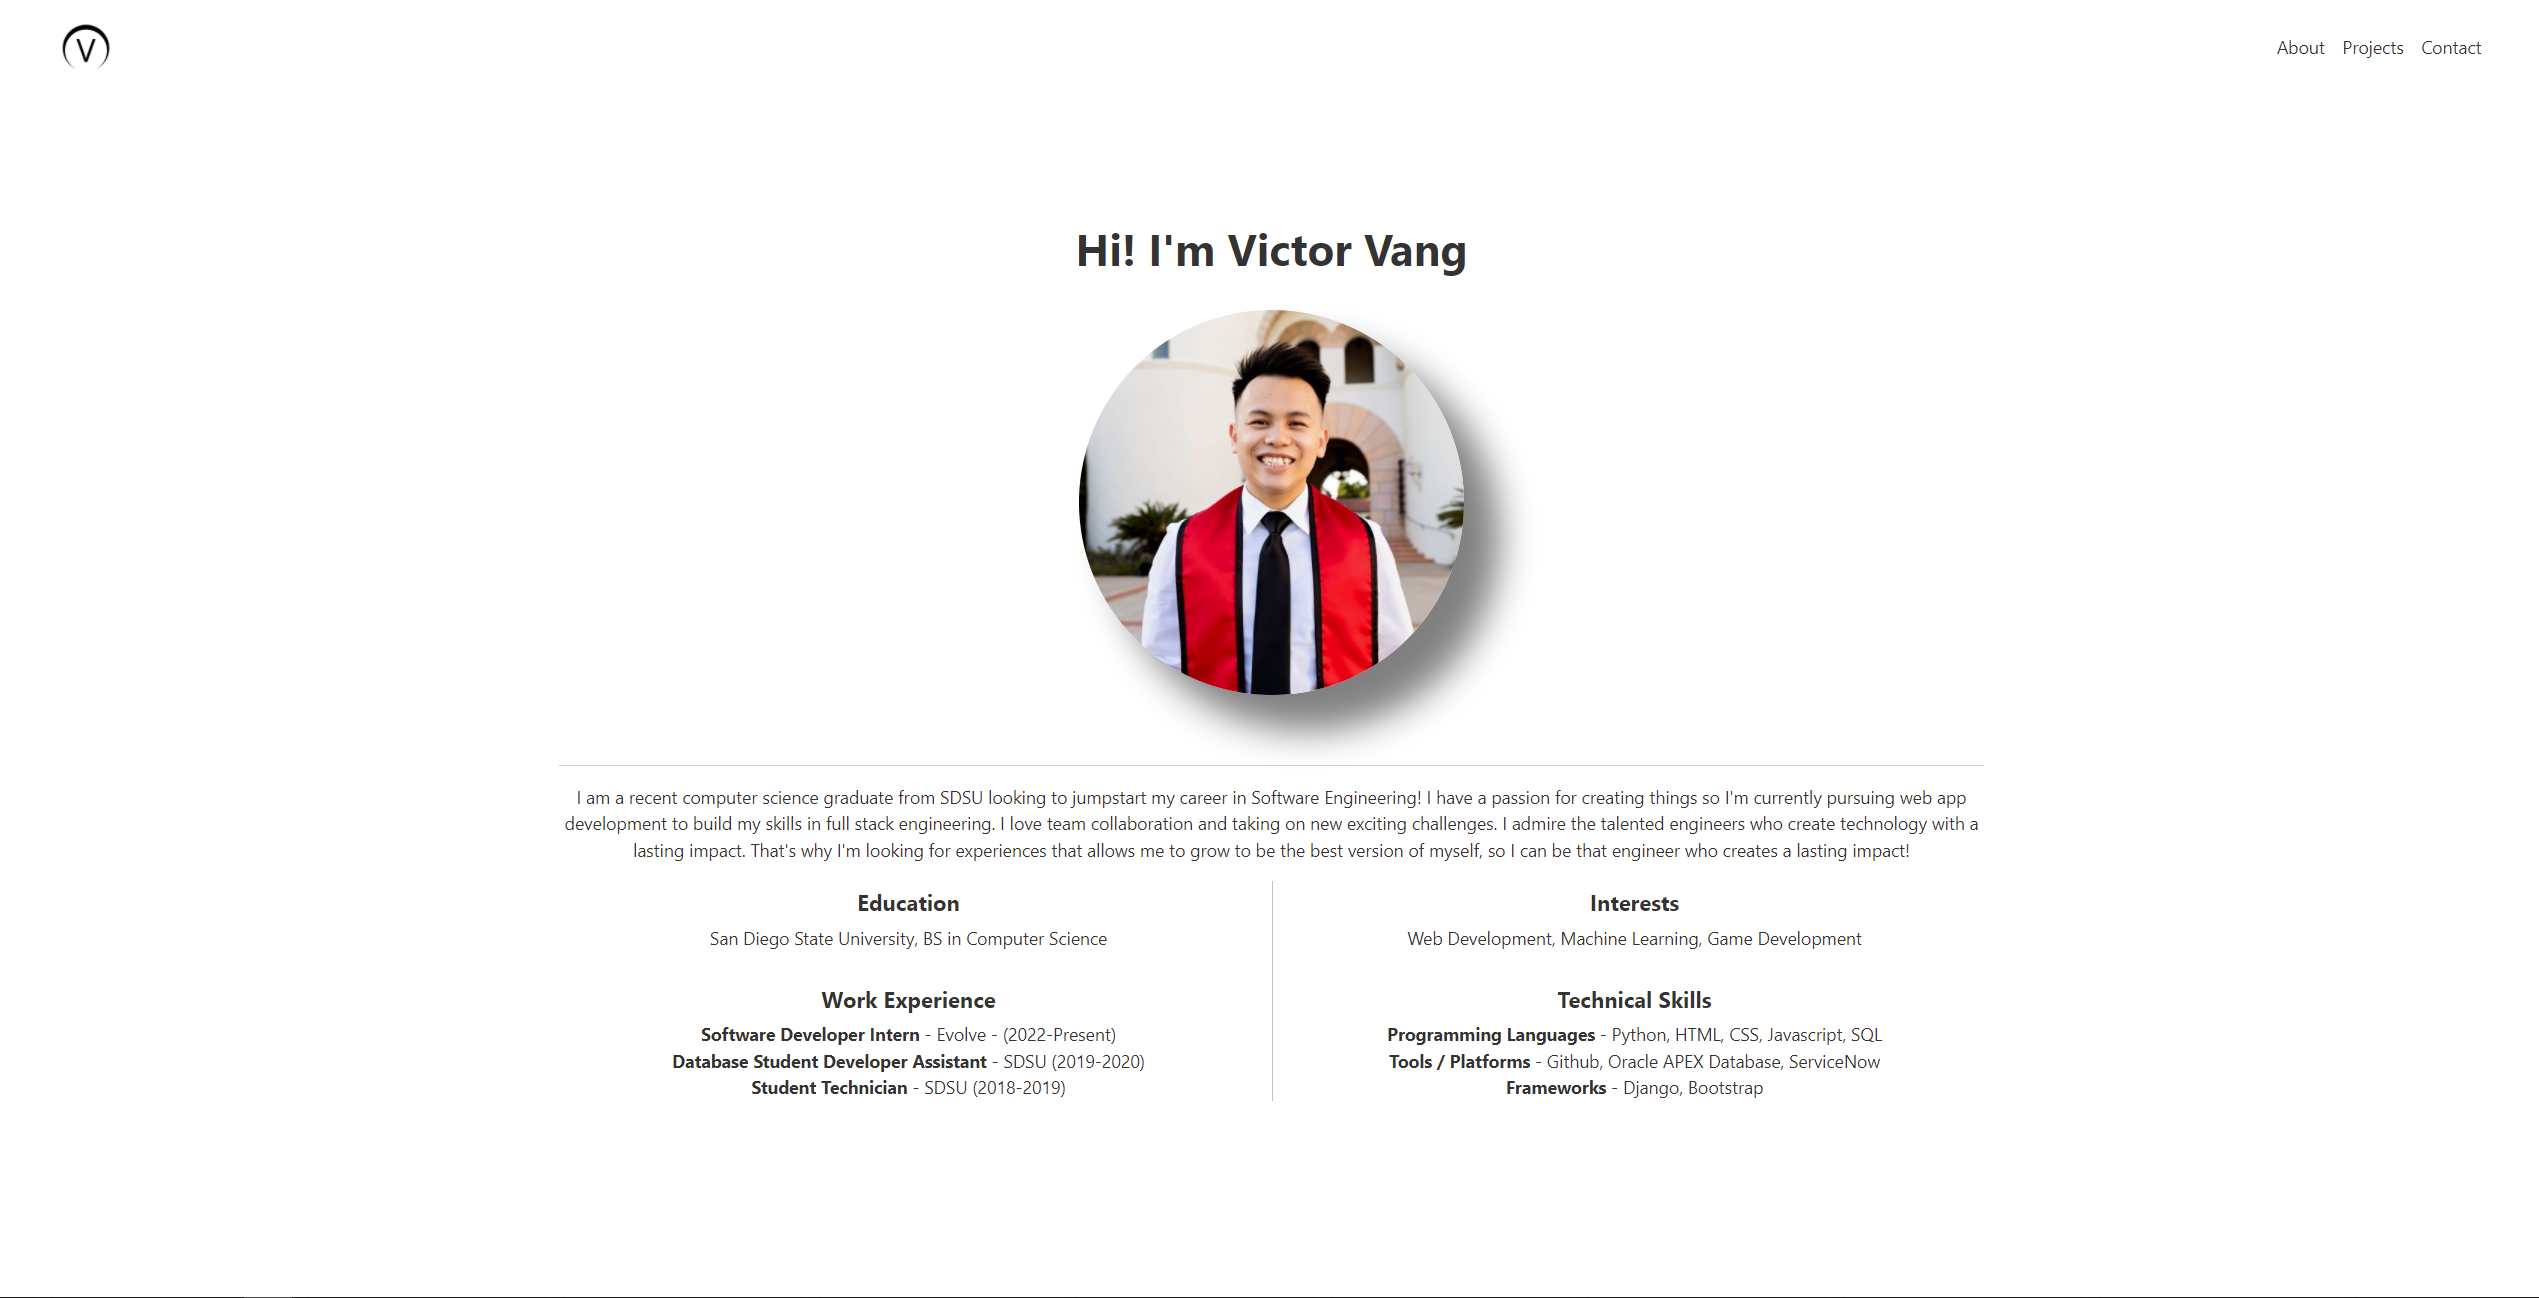 V
About Projects Contact
Hi! I'm Victor Vang
I am a recent computer science graduate from SDSU looking to jumpstart my career in Software Engineering! I have a passion for creating things so I'm currently pursuing web app
development to build my skills in full stack engineering. I love team collaboration and taking on new exciting challenges. I admire the talented engineers who create technology with a
lasting impact. That's why I'm looking for experiences that allows me to grow to be the best version of myself, so I can be that engineer who creates a lasting impact!
Education
San Diego State University, BS in Computer Science
Work Experience
Software Developer Intern - Evolve - (2022-Present)
Database Student Developer Assistant - SDSU (2019-2020)
Student Technician - SDSU (2018-2019)
Interests
Web Development, Machine Learning, Game Development
Technical Skills
Programming Languages - Python, HTML, CSS, Javascript, SQL
Tools / Platforms - Github, Oracle APEX Database, ServiceNow
Frameworks - Django, Bootstrap